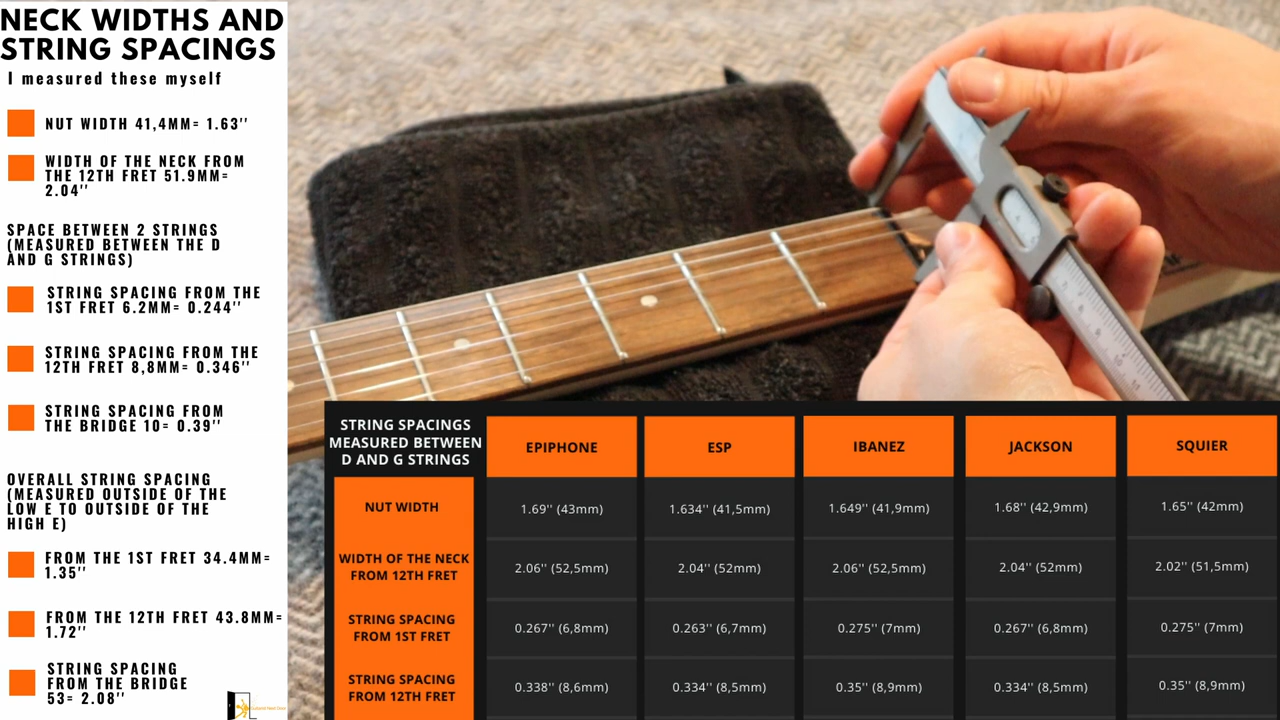 NECK WIDTHS AND
STRING SPACINGS
I measured these myself
NUT WIDTH 41,4MM= 1.63''
WIDTH OF THE NECK FROM
THE 12TH FRET 51.9MM=
2.04''
SPACE BETWEEN 2 STRINGS
(MEASURED BETWEEN THE D
AND G STRINGS)
STRING SPACING FROM THE
1ST FRET 6.2MM= 0.244''
STRING SPACING FROM THE
12TH FRET 8,8MM= 0.346''
STRING SPACING FROM
THE BRIDGE 10= 0.39''
OVERALL STRING SPACING
(MEASURED OUTSIDE OF THE
LOW E TO OUTSIDE OF THE
HIGH E)
FROM THE 1ST FRET 34.4MM=
1.35''
FROM THE 12TH FRET 43.8MM=
1.72''
STRING SPACING
FROM THE BRIDGE
53= 2.08''
STRING SPACINGS
MEASURED BETWEEN
D AND G STRINGS
EPIPHONE
ESP
IBANEZ
JACKSON
SQUIER
NUT WIDTH
1.69'' (43mm)
1.634'' (41,5mm)
1.649'' (41,9mm)
1.68'' (42,9mm)
1.65'' (42mm)
WIDTH OF THE NECK
FROM 12TH FRET
2.06'' (52,5mm)
2.04'' (52mm)
2.06'' (52,5mm)
2.04'' (52mm)
2.02'' (51,5mm)
STRING SPACING
FROM 1ST FRET
0.267'' (6,8mm)
0.263'' (6,7mm)
0.275'' (7mm)
0.267'' (6,8mm)
0.275'' (7mm)
STRING SPACING
FROM 12TH FRET
0.338'' (8,6mm)
0.334'' (8,5mm)
0.35'' (8,9mm)
0.334'' (8,5mm)
0.35'' (8,9mm)